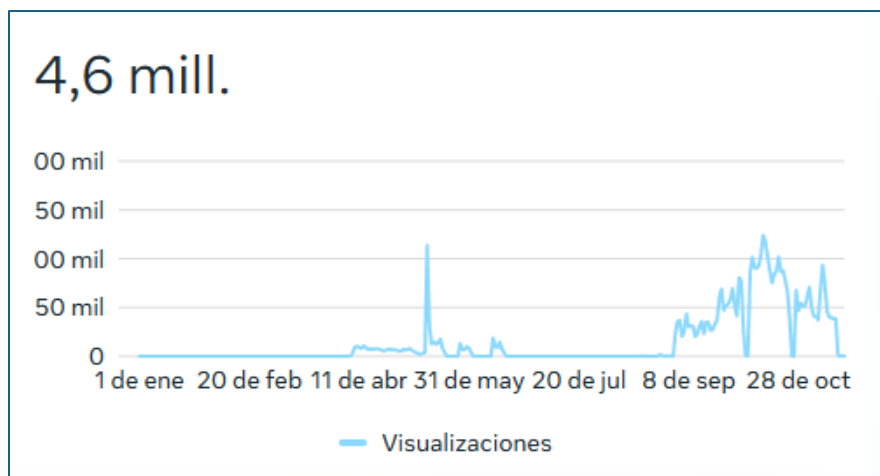 4,6 mill.
00 mil
50 mil
00 mil
50 mil
0
1 de ene 20 de feb 11 de abr 31 de may 20 de jul 8 de sep 28 de oct
Visualizaciones